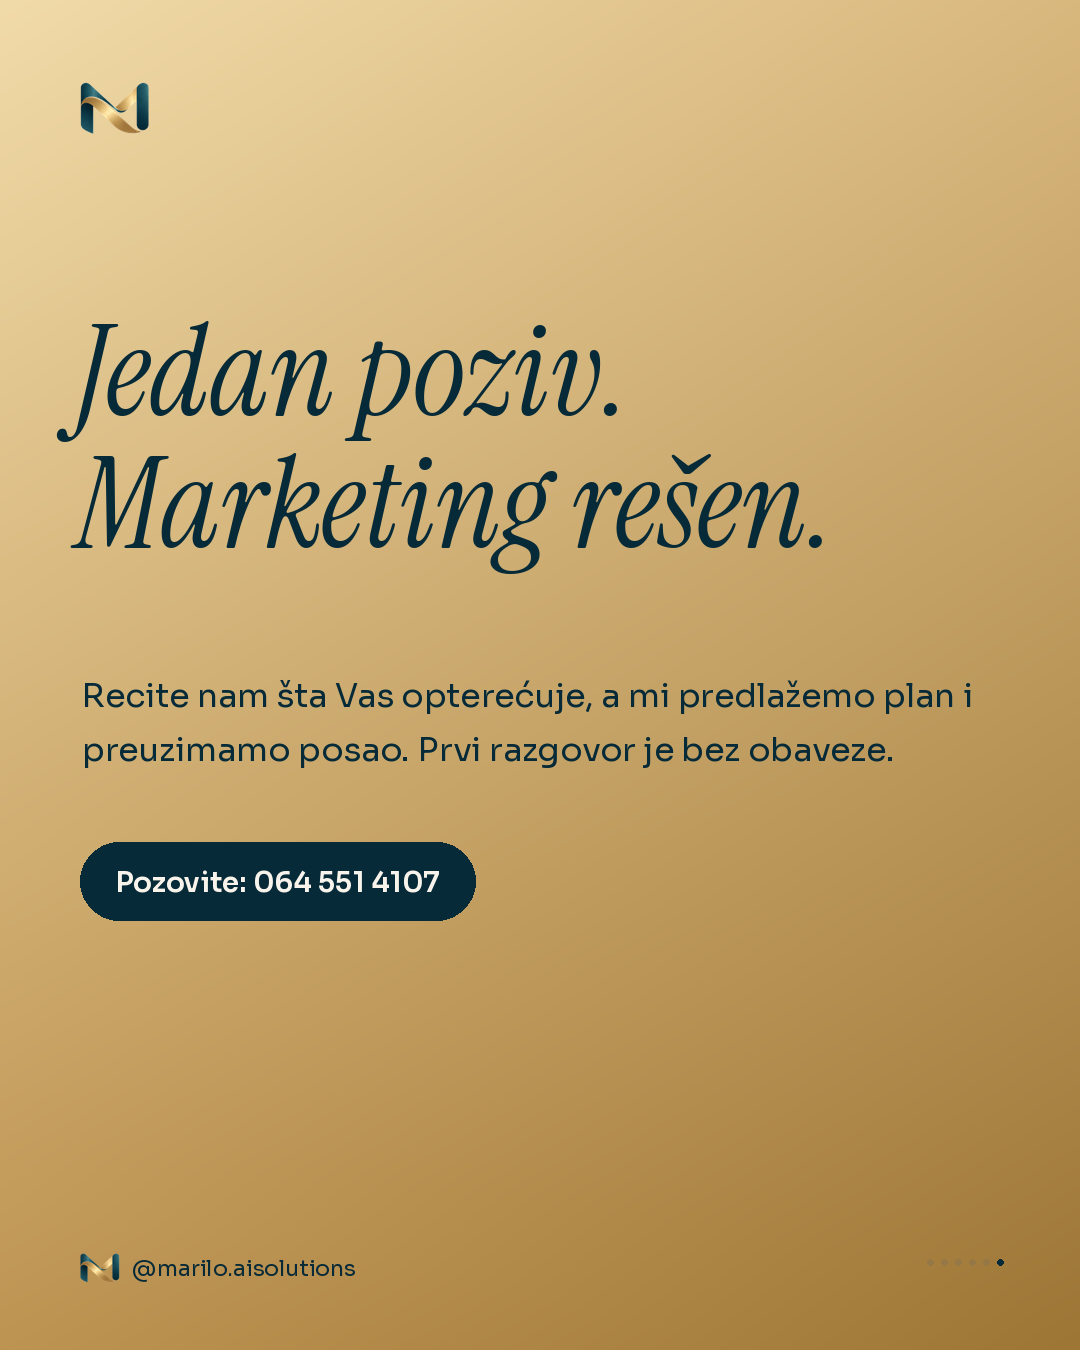 Jedan poziv.
Marketing rešen.
Recite nam šta Vas opterećuje, a mi predlažemo plan i
preuzimamo posao. Prvi razgovor je bez obaveze.
Pozovite: 064 551 4107
@marilo.aisolutions